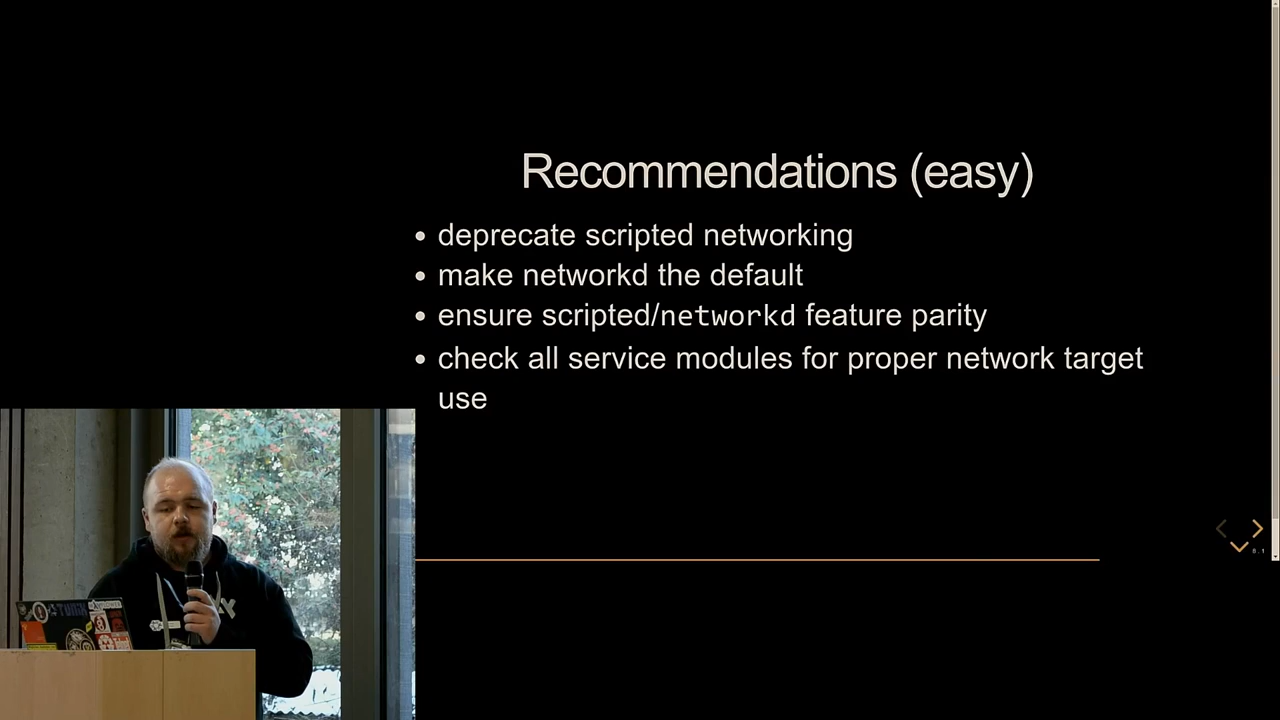 Recommendations (easy)
deprecate scripted networking
make networkd the default
ensure scripted/networkd feature parity
check all service modules for proper network target
use